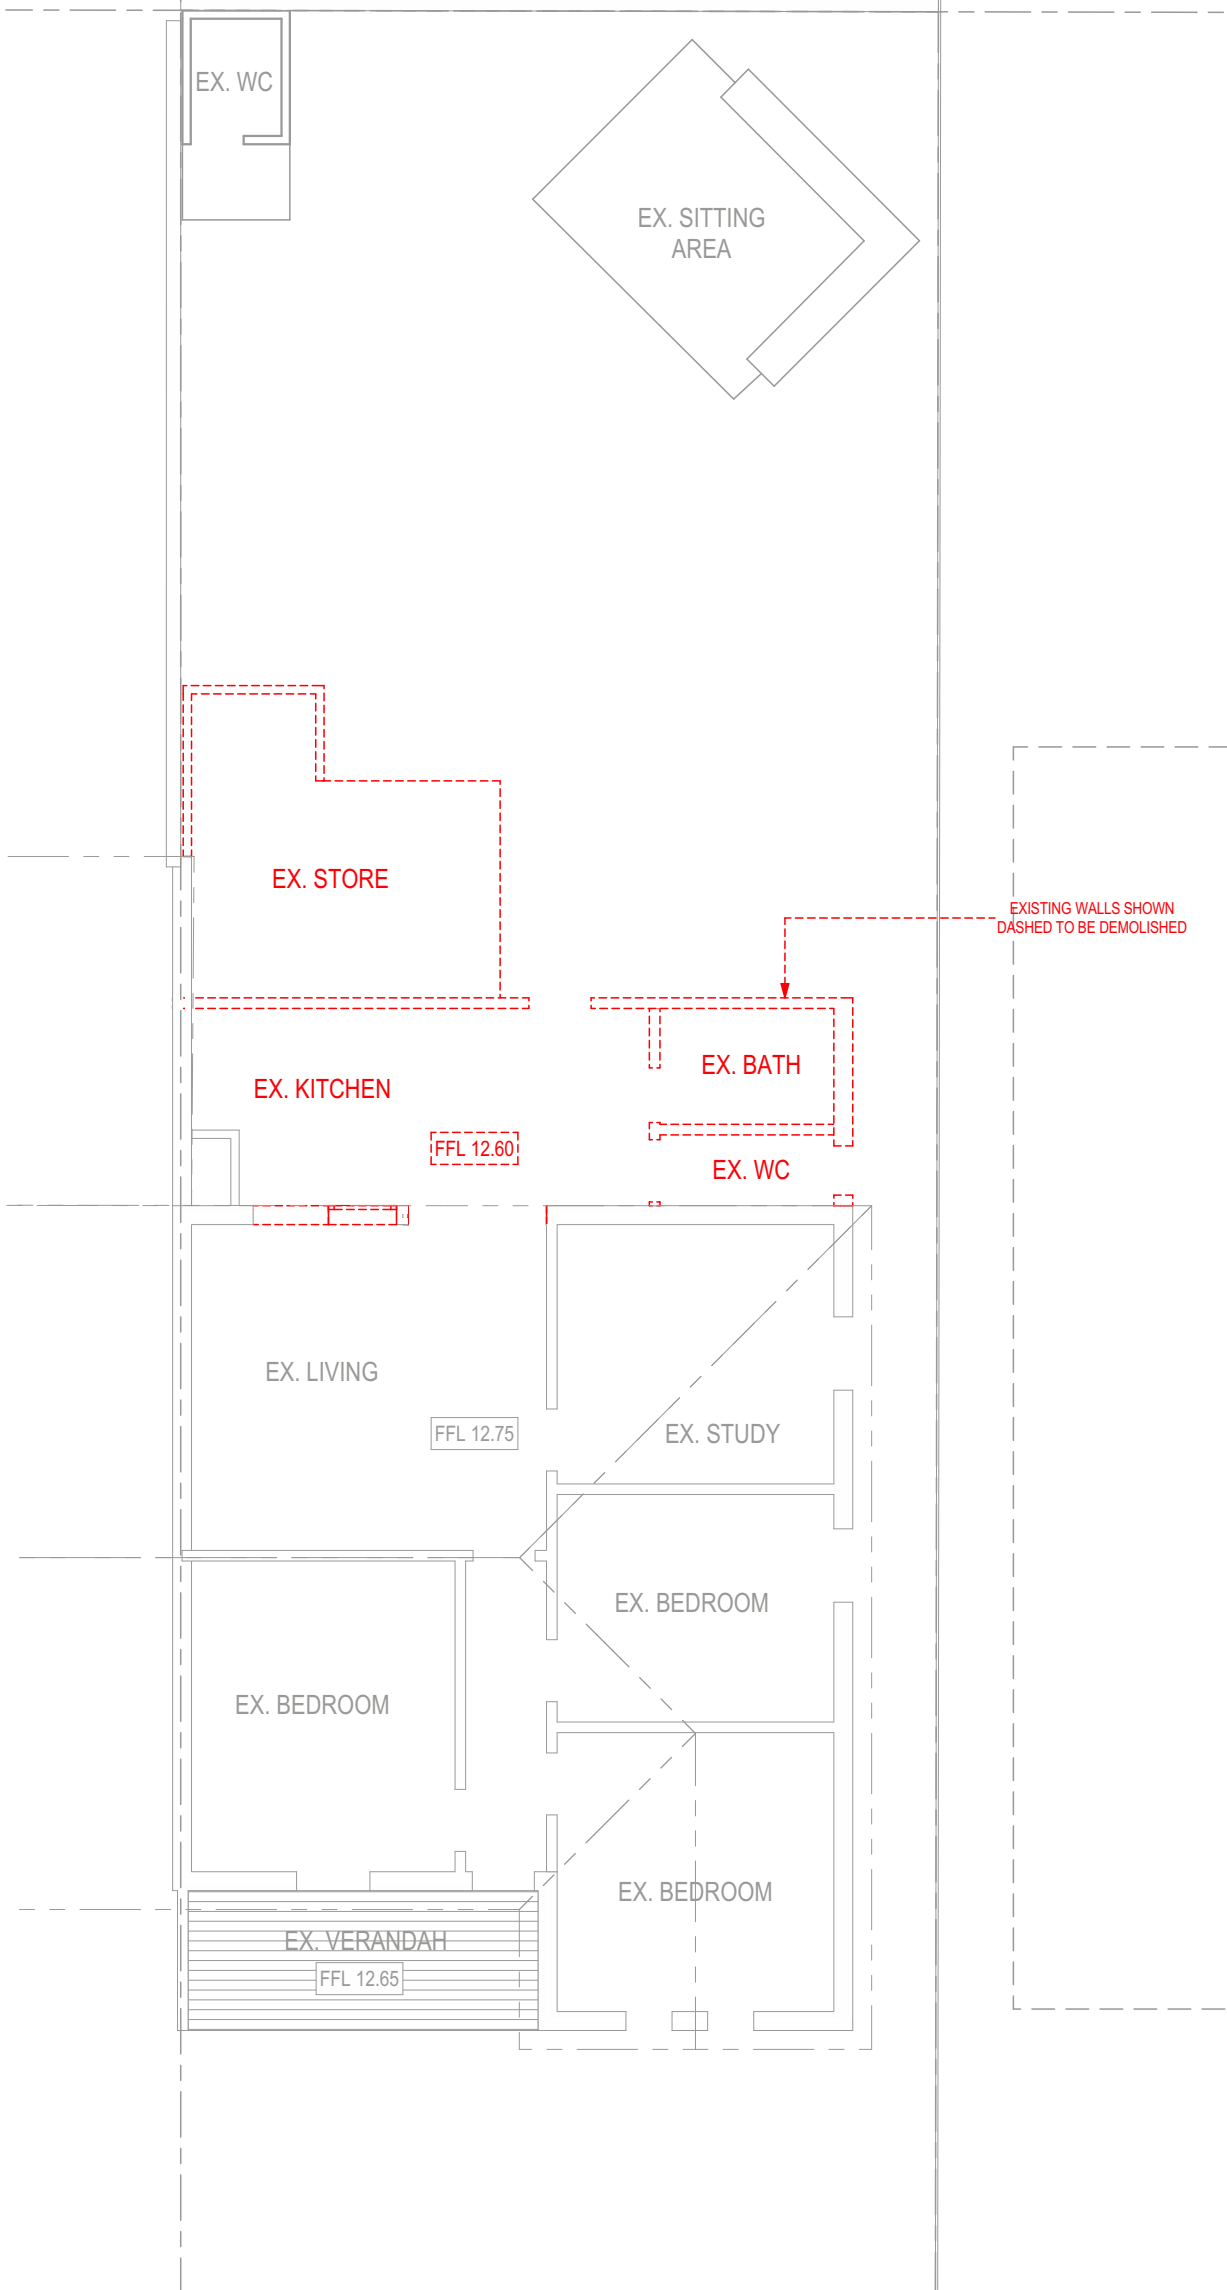 EX. WC
EX. SITTING
AREA
EX. STORE
EXISTING WALLS SHOWN
DASHED TO BE DEMOLISHED
EX. BATH
EX. KITCHEN
FFL 12.60
EX. WC
EX. LIVING
FFL 12.75
EX. STUDY
EX. BEDROOM
EX. BEDROOM
EX. BEDROOM
EX. VERANDAH
FFL 12.65